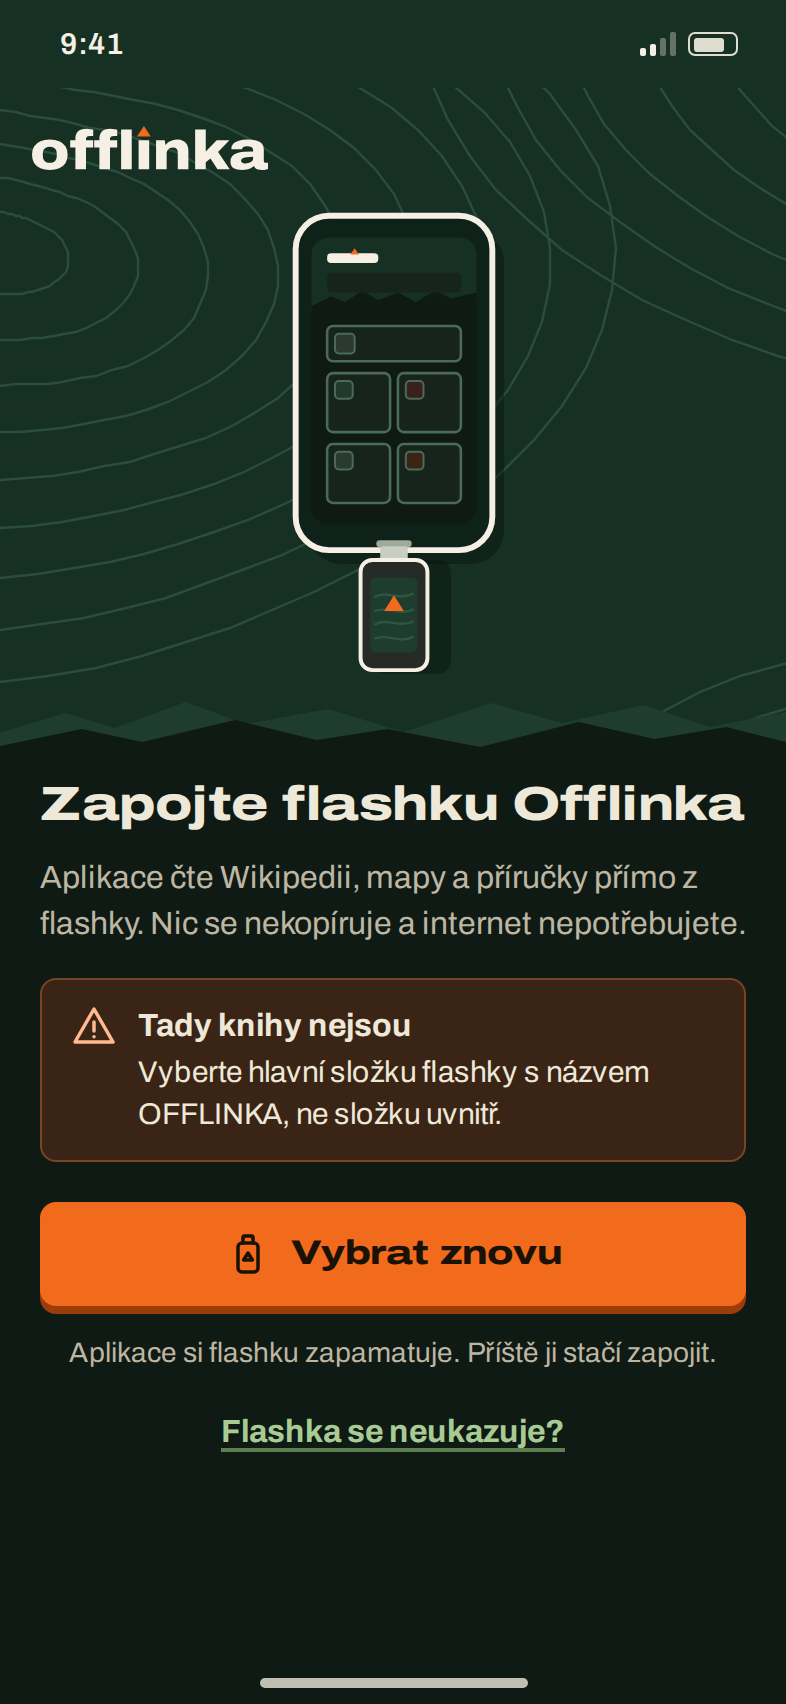 9:41
offlinka
Zapojte flashku Offlinka
Aplikace čte Wikipedii, mapy a příručky přímo z
flashky. Nic se nekopíruje a internet nepotřebujete.
Tady knihy nejsou
Vyberte hlavní složku flashky s názvem
OFFLINKA, ne složku uvnitř.
Vybrat znovu
Aplikace si flashku zapamatuje. Příště ji stačí zapojit.
Flashka se neukazuje?